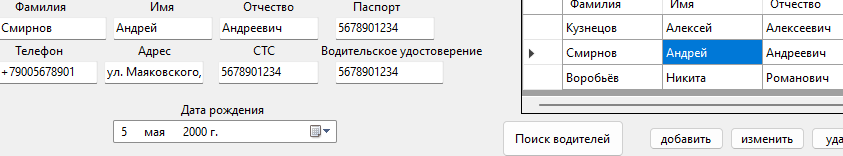 Фамилия Имя Отчество Паспорт
Смирнов Андрей Андреевич 5678901234
Телефон Адрес СТС Водительское удостоверение
+79005678901 ул. Маяковского, 5678901234 5678901234
Дата рождения
5 мая 2000 г.
Фамилия Имя Отчество
Кузнецов Алексей Алексеевич
Смирнов Андрей Андреевич
Воробьёв Никита Романович
Поиск водителей добавить изменить уда